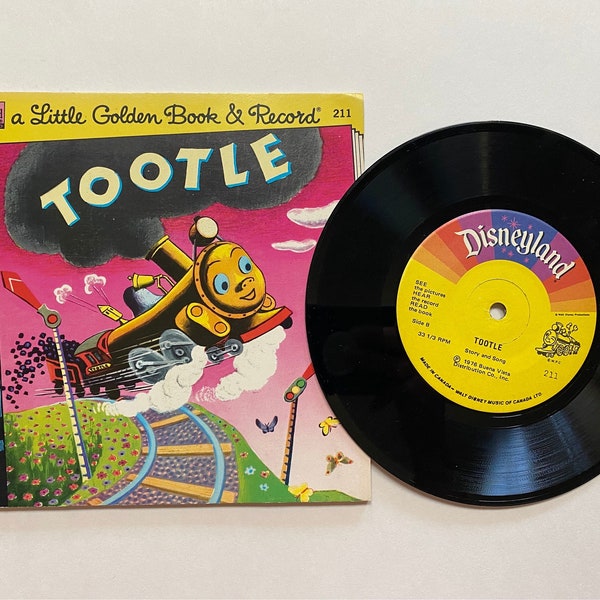 a Little Golden Book & Record® 211
TOOTLE
Disneyland
SEE
the pictures
HEAR
the record
READ
the book
Side B
33 1/3 RPM
TOOTLE
Story and Song
© 1976 Buena Vista
Distribution Co., Inc.
211
MADE IN CANADA • WALT DISNEY MUSIC OF CANADA LTD.